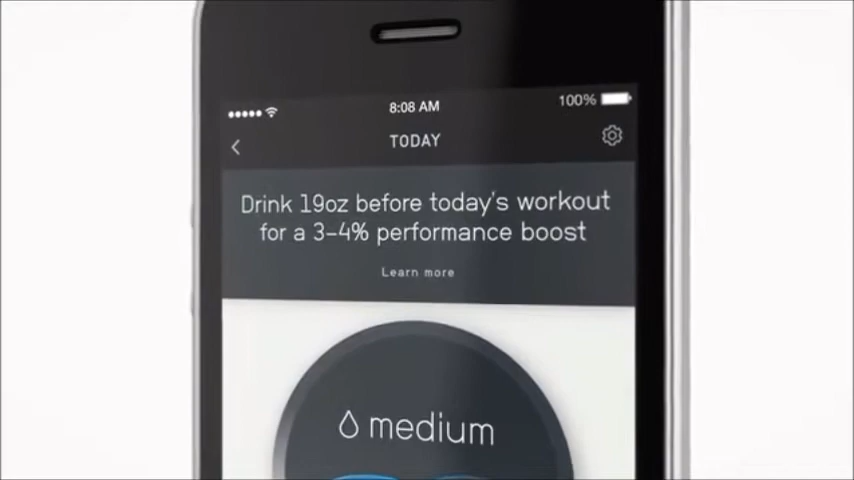 8:08 AM
100%
TODAY
Drink 19oz before today's workout
for a 3-4% performance boost
Learn more
medium